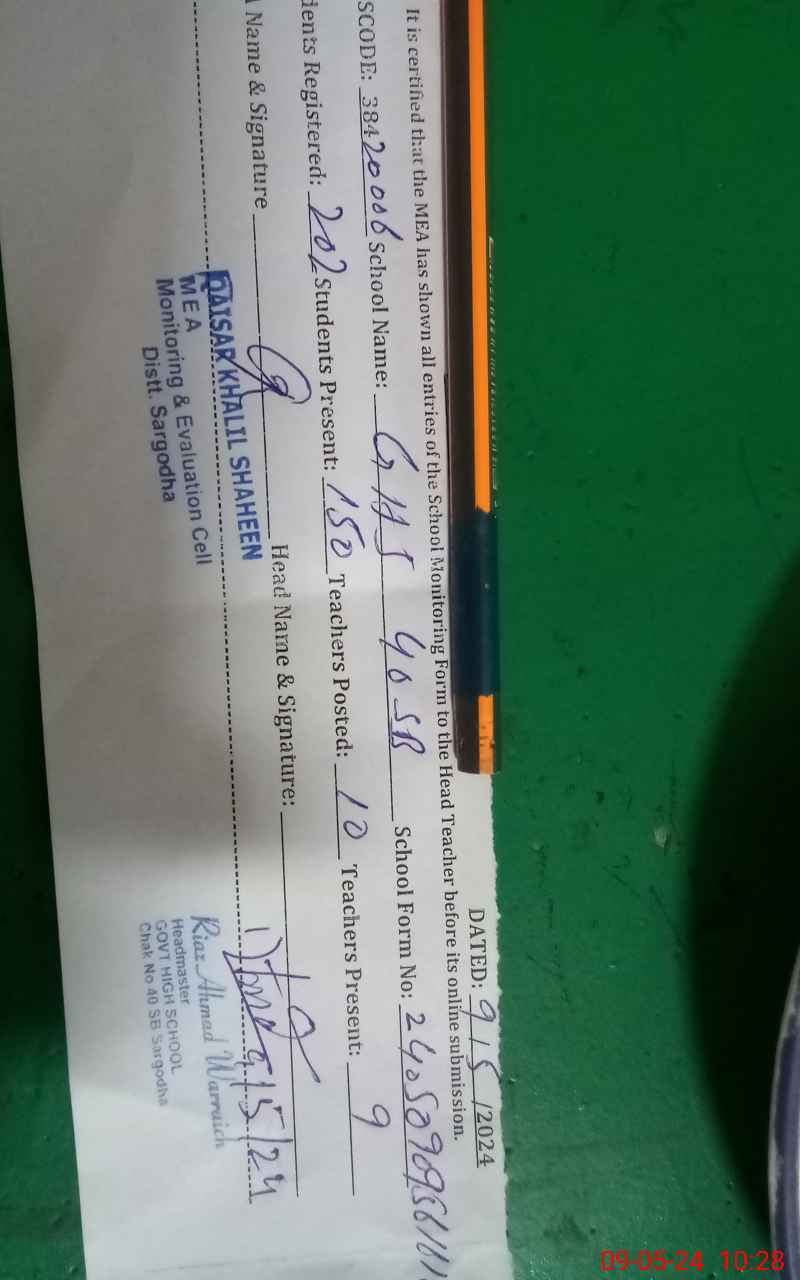 DATED: 9/5/2024
It is certified that the MEA has shown all entries of the School Monitoring Form to the Head Teacher before its online submission.
SCODE: 38420006 School Name: GHS 40 SB School Form No:
dents Registered: 202 Students Present: 150 Teachers Posted: 10 Teachers Present: 9
Name & Signature Head Name & Signature:
9/5/24
QAISAR KHALIL SHAHEEN
MEA
Monitoring & Evaluation Cell
Distt. Sargodha
Riaz Ahmad Warraich
Headmaster
GOVT HIGH SCHOOL
Chak No 40 SB Sargodha
09-05-24 10:28